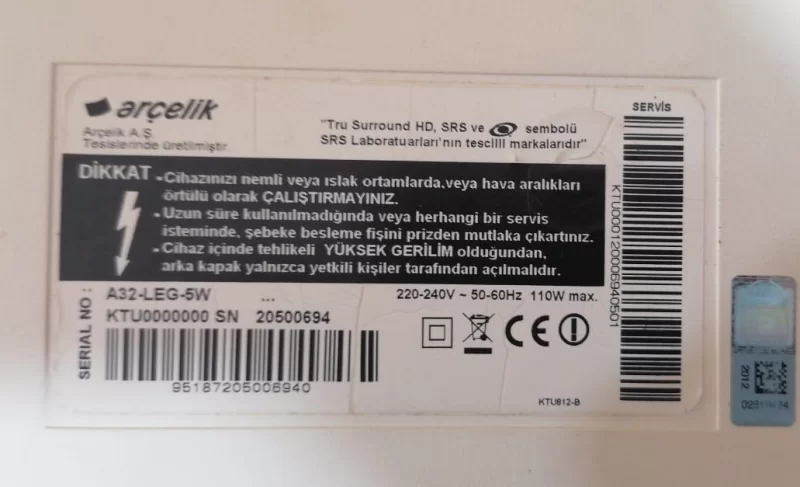 arçelik
Arçelik A.Ş.
Tesislerinde üretilmiştir.
"Tru Surround HD, SRS ve sembolü
SRS Laboratuarları'nın tescilli markalarıdır"
SERVİS
DİKKAT
-Cihazınızı nemli veya ıslak ortamlarda,veya hava aralıkları
örtülü olarak ÇALIŞTIRMAYINIZ.
-Uzun süre kullanılmadığında veya herhangi bir servis
isteminde, şebeke besleme fişini prizden mutlaka çıkartınız.
-Cihaz içinde tehlikeli YÜKSEK GERİLİM olduğundan,
arka kapak yalnızca yetkili kişiler tarafından açılmalıdır.
A32-LEG-5W ... 220-240V ~ 50-60Hz 110W max.
KTU0000000 SN 20500694
SERIAL NO :
95187205006940
CE
KTU812-B
KTU000120006940501
2012